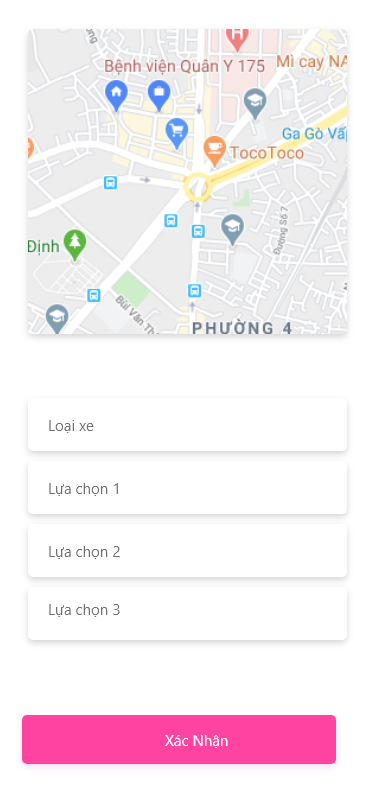 H
Bệnh viện Quân Y 175
Mì cay NA
Ga Gò Vấp
TocoToco
Đường Số 7
Định
Bùi Văn Th
PHƯỜNG 4
Loại xe
Lựa chọn 1
Lựa chọn 2
Lựa chọn 3
Xác Nhận